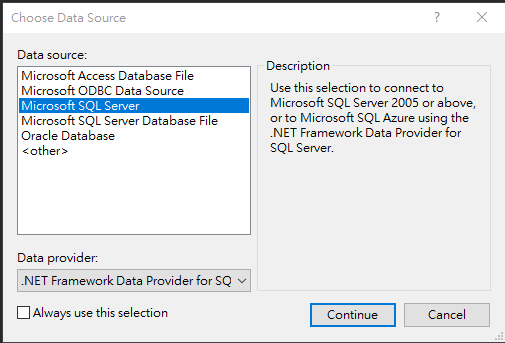 Choose Data Source
Data source:
Microsoft Access Database File
Microsoft ODBC Data Source
Microsoft SQL Server
Microsoft SQL Server Database File
Oracle Database
<other>
Description
Use this selection to connect to
Microsoft SQL Server 2005 or above,
or to Microsoft SQL Azure using the
.NET Framework Data Provider for
SQL Server.
Data provider:
.NET Framework Data Provider for SQ
Always use this selection
Continue
Cancel